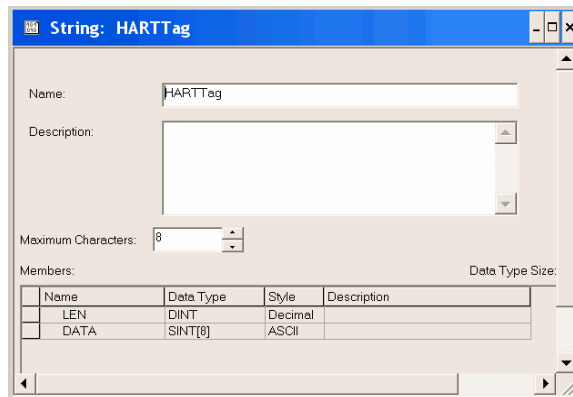 String: HARTTag
Name: HARTTag
Description:
Maximum Characters: 8
Members: Data Type Size:
Name Data Type Style Description
LEN DINT Decimal
DATA SINT[8] ASCII